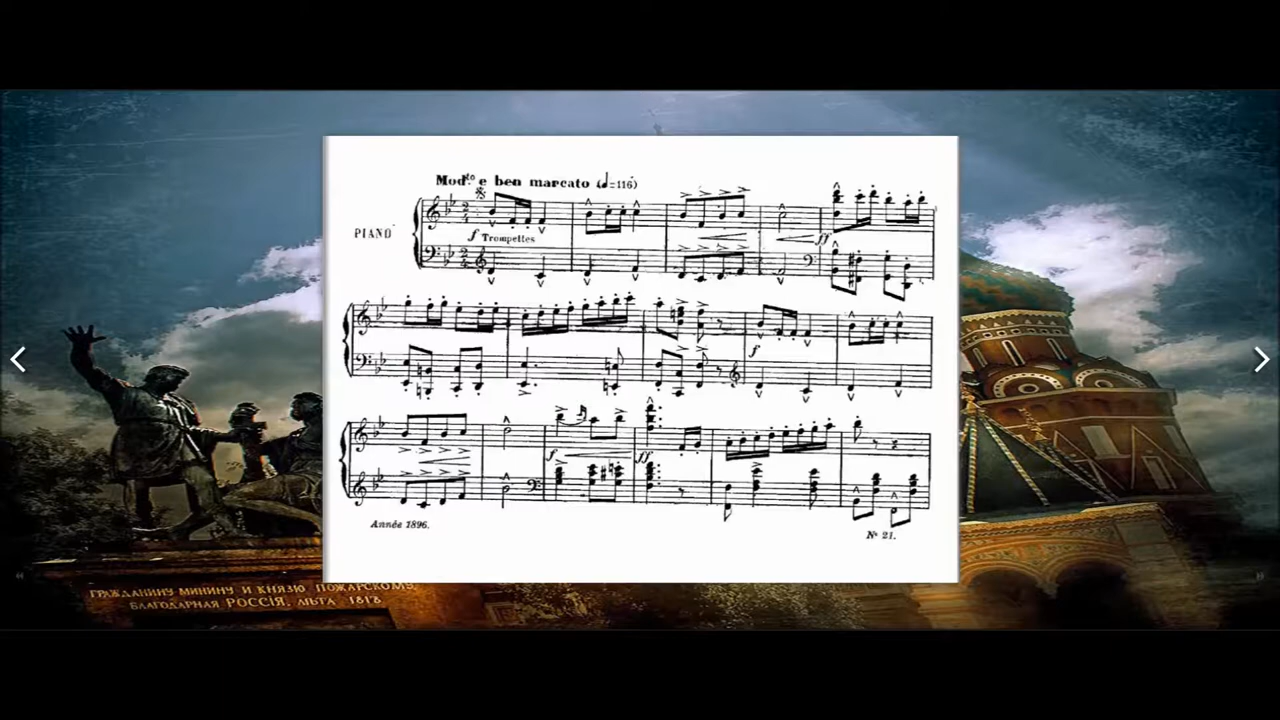 Mod.to e ben marcato (♩=116)
PIANO
f Trompettes
ff
f
f
ff
Année 1896.
No 21.
ГРАЖДАНИНУ МИНИНУ И КНЯЗЮ ПОЖАРСКОМУ
БЛАГОДАРНАЯ РОССIЯ. ЛѢТА 1818